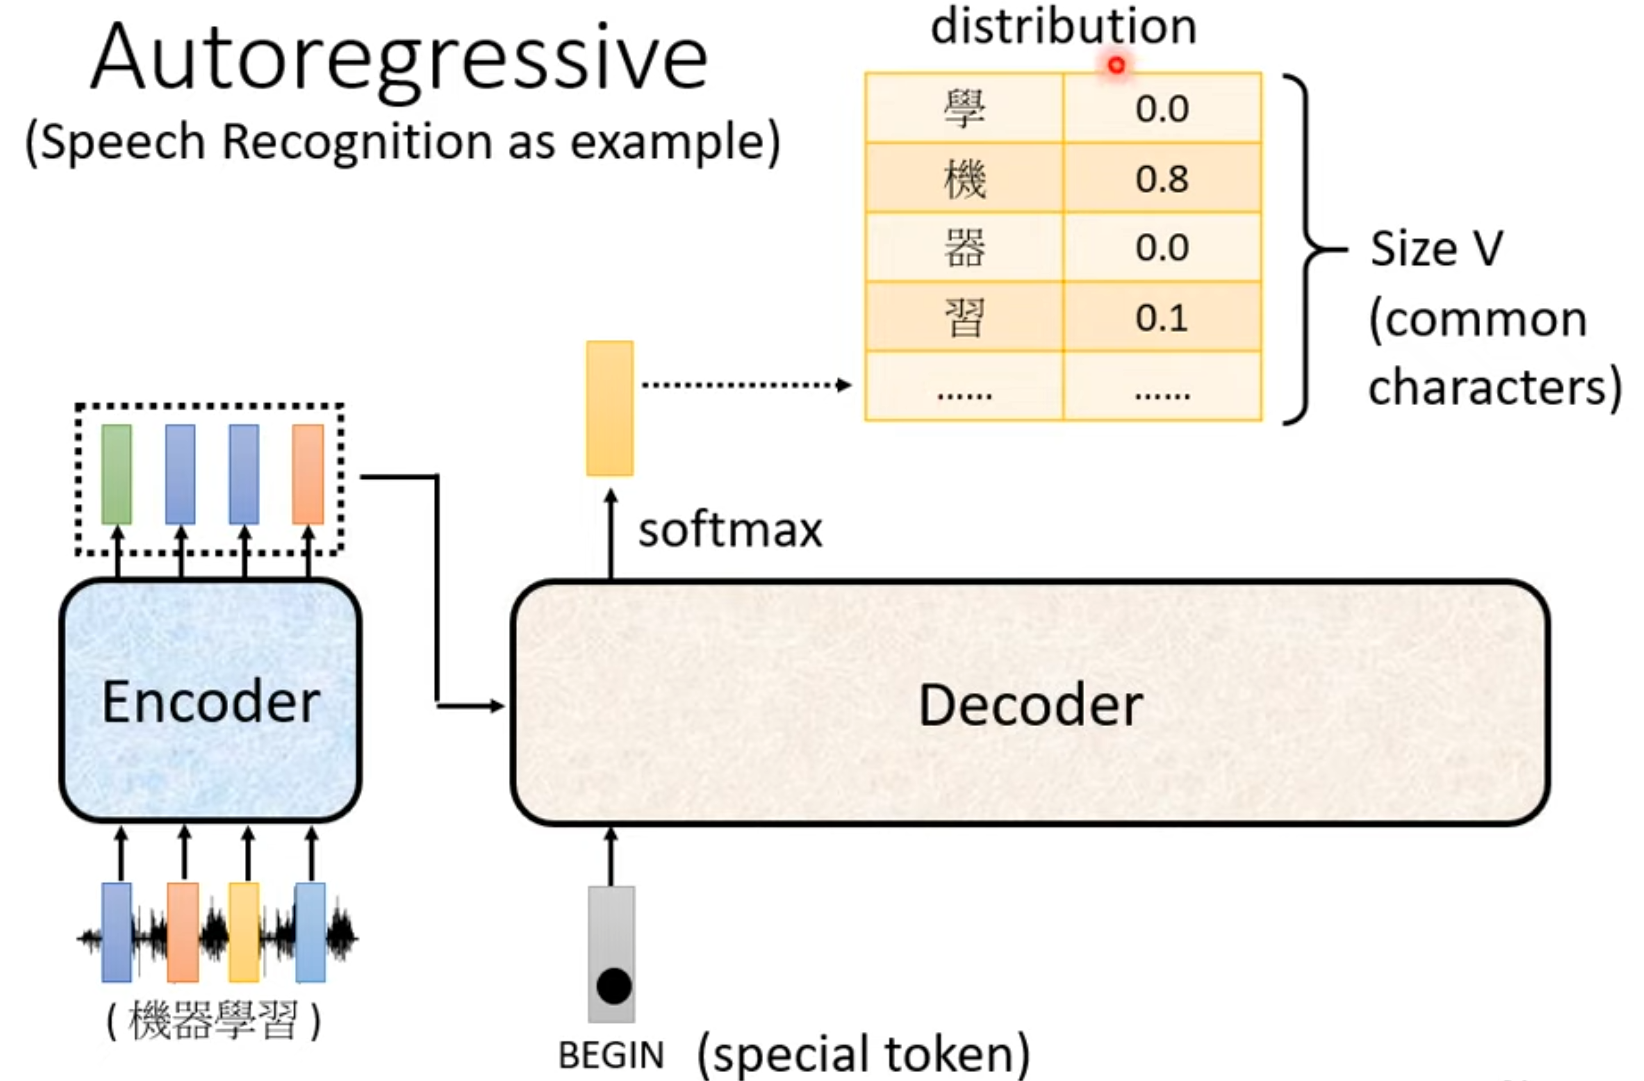 Autoregressive
(Speech Recognition as example)
distribution
學 0.0
機 0.8
器 0.0
習 0.1
...... ......
Size V
(common
characters)
softmax
Encoder
Decoder
(機器學習)
BEGIN (special token)